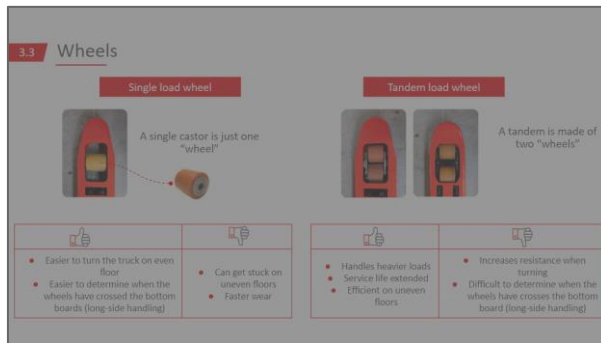 3.3 Wheels
Single load wheel
A single castor is just one
“wheel”
Easier to turn the truck on even
floor
Easier to determine when the
wheels have crossed the bottom
boards (long-side handling)
Can get stuck on
uneven floors
Faster wear
Tandem load wheel
A tandem is made of
two “wheels”
Handles heavier loads
Service life extended
Efficient on uneven
floors
Increases resistance when
turning
Difficult to determine when the
wheels have crosses the bottom
board (long-side handling)